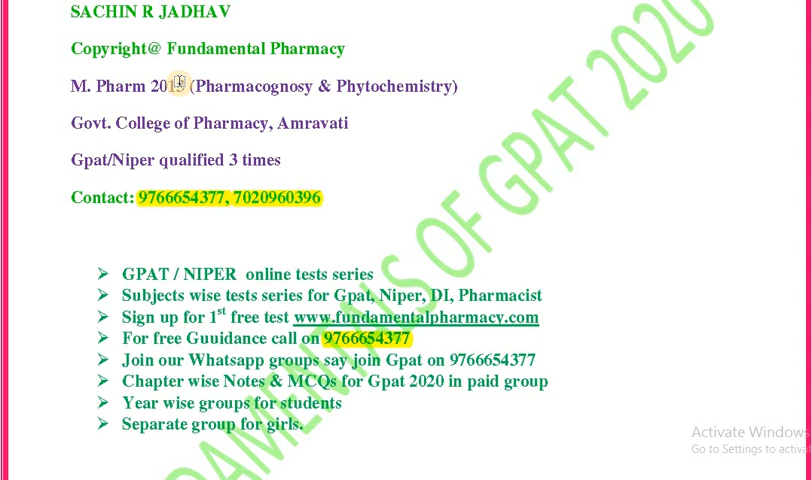 SACHIN R JADHAV
Copyright@ Fundamental Pharmacy
M. Pharm 2015 (Pharmacognosy & Phytochemistry)
Govt. College of Pharmacy, Amravati
Gpat/Niper qualified 3 times
Contact: 9766654377, 7020960396
➢ GPAT / NIPER online tests series
➢ Subjects wise tests series for Gpat, Niper, DI, Pharmacist
➢ Sign up for 1st free test www.fundamentalpharmacy.com
➢ For free Guuidance call on 9766654377
➢ Join our Whatsapp groups say join Gpat on 9766654377
➢ Chapter wise Notes & MCQs for Gpat 2020 in paid group
➢ Year wise groups for students
➢ Separate group for girls.
DAMENTALS OF GPAT 2020
Activate Windows
Go to Settings to activa